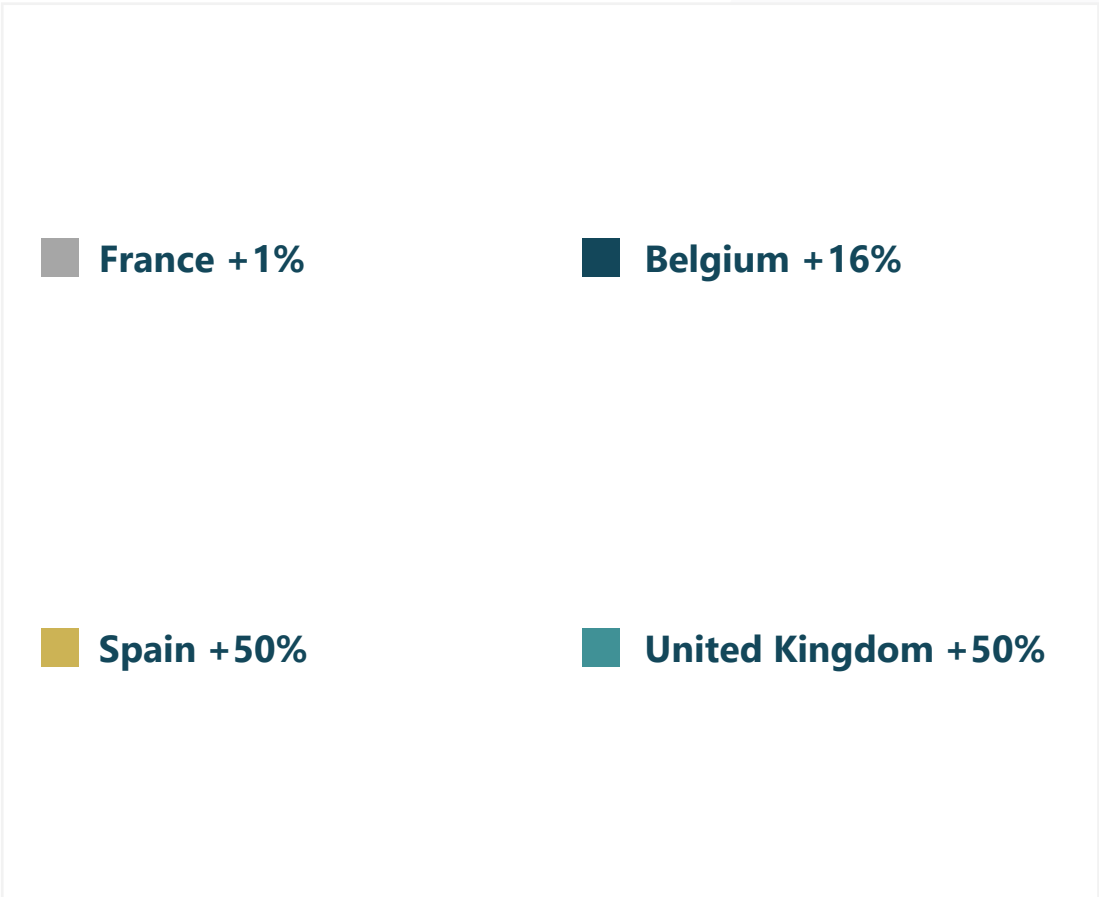 France +1%
Belgium +16%
Spain +50%
United Kingdom +50%